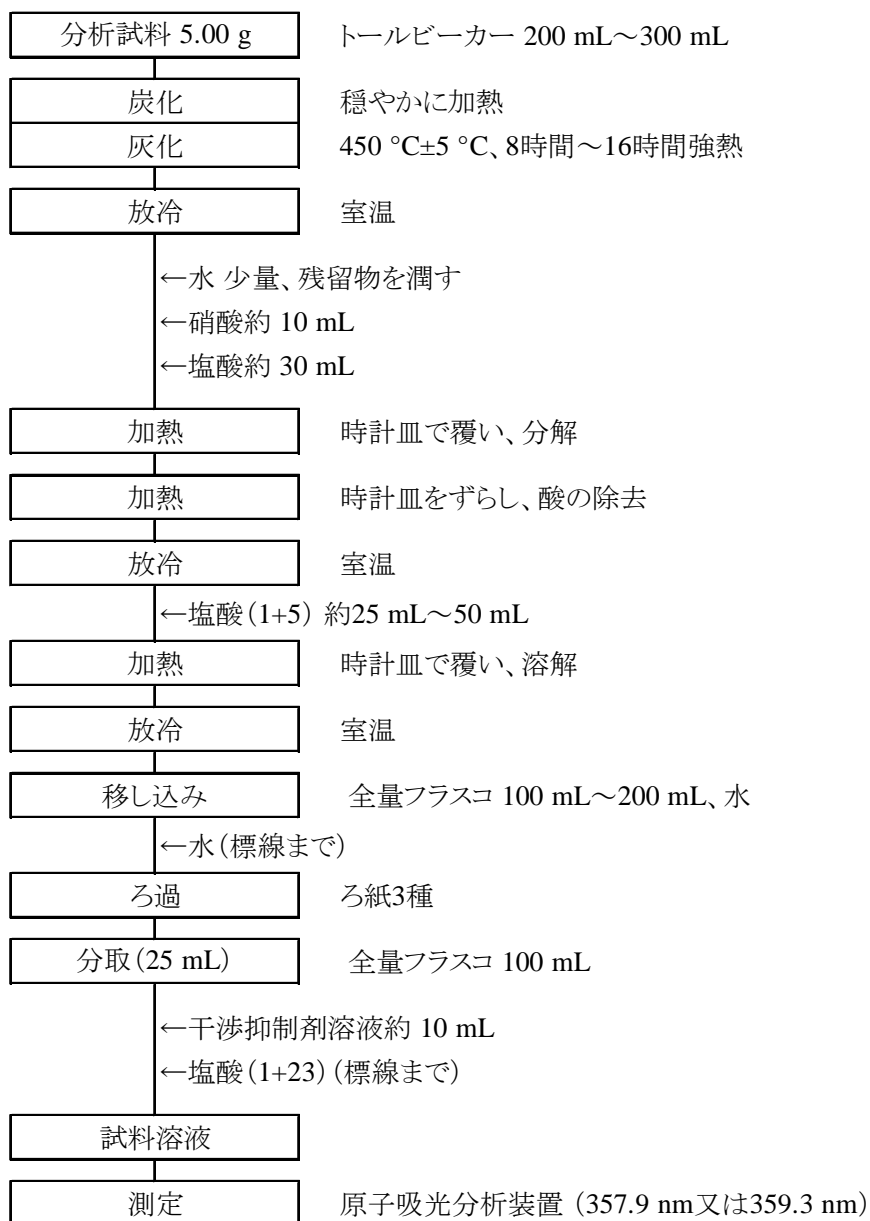 分析試料 5.00 g トールビーカー 200 mL～300 mL
炭化 穏やかに加熱
灰化 450 °C±5 °C、8時間～16時間強熱
放冷 室温
←水 少量、残留物を潤す
←硝酸約 10 mL
←塩酸約 30 mL
加熱 時計皿で覆い、分解
加熱 時計皿をずらし、酸の除去
放冷 室温
←塩酸(1+5) 約25 mL～50 mL
加熱 時計皿で覆い、溶解
放冷 室温
移し込み 全量フラスコ 100 mL～200 mL、水
←水(標線まで)
ろ過 ろ紙3種
分取(25 mL) 全量フラスコ 100 mL
←干渉抑制剤溶液約 10 mL
←塩酸(1+23)(標線まで)
試料溶液
測定 原子吸光分析装置 (357.9 nm又は359.3 nm)